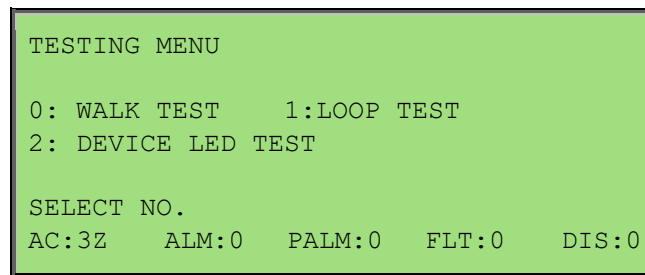 TESTING MENU
0: WALK TEST 1:LOOP TEST
2: DEVICE LED TEST
SELECT NO.
AC:3Z ALM:0 PALM:0 FLT:0 DIS:0